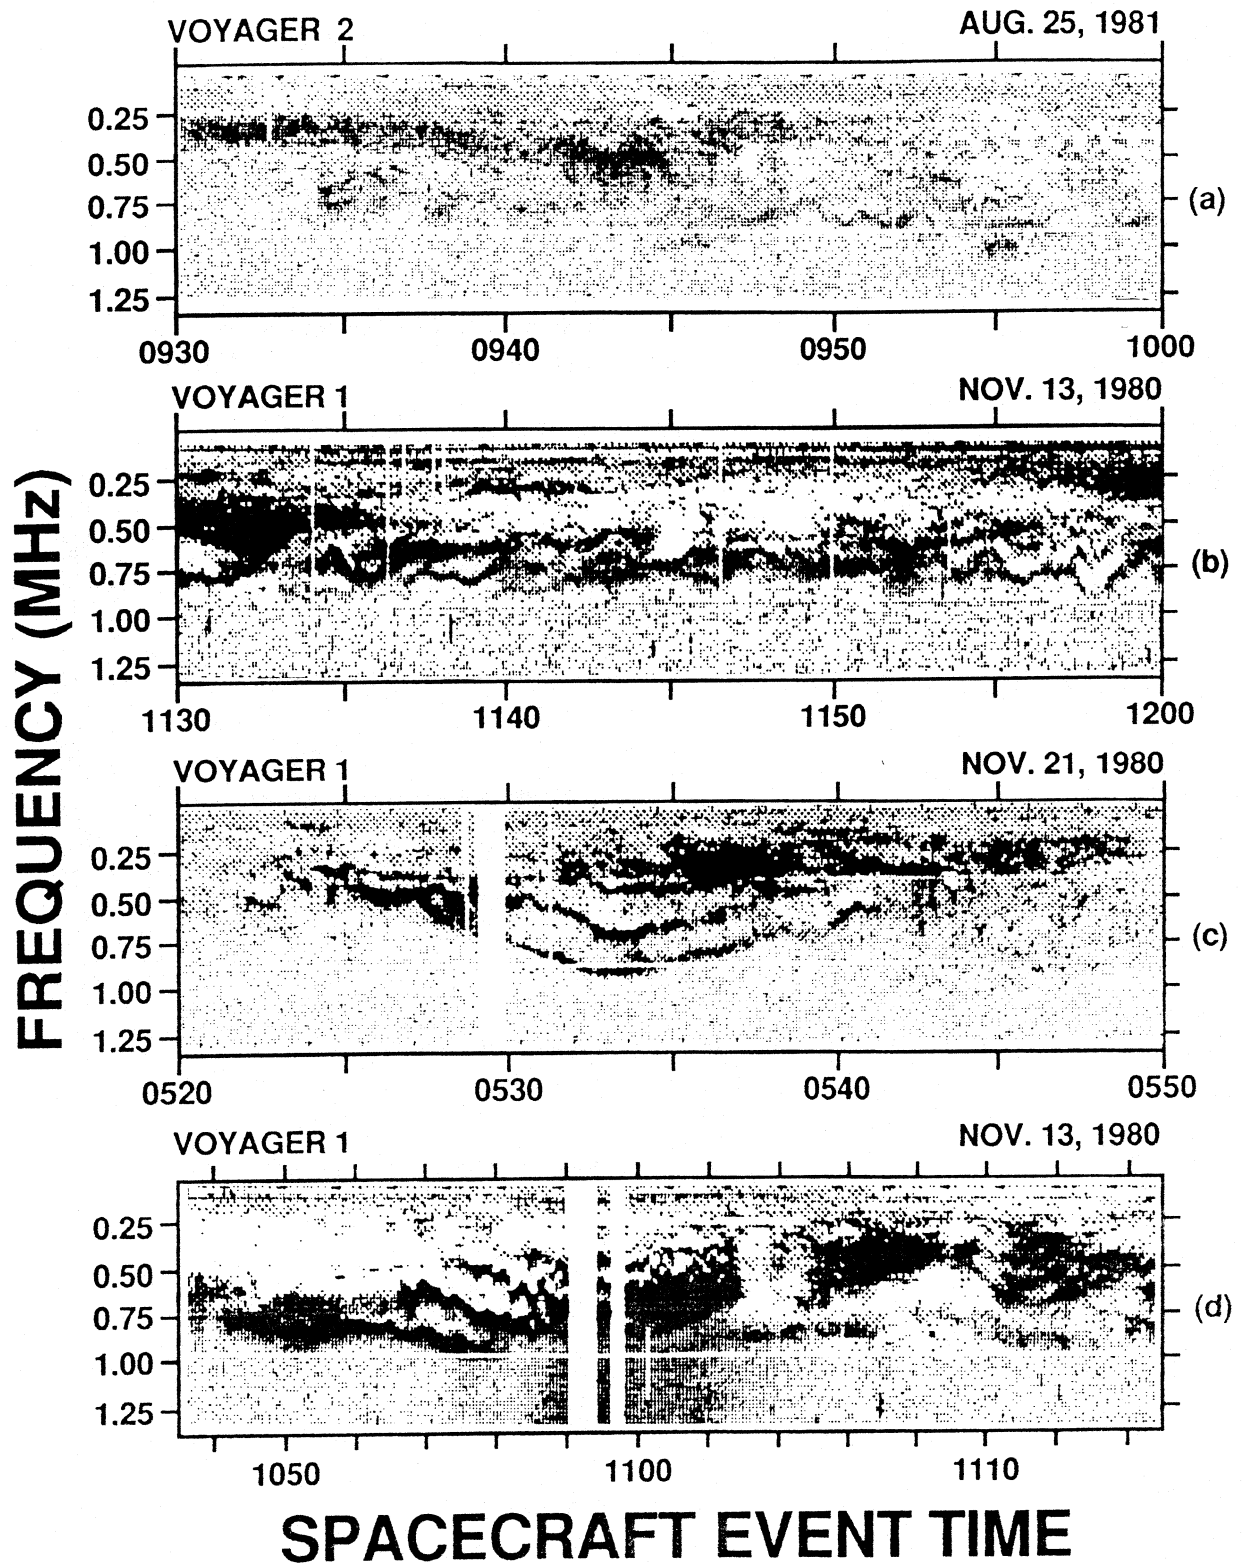 VOYAGER 2 AUG. 25, 1981
0.25
0.50
0.75
1.00
1.25
(a)
0930 0940 0950 1000
VOYAGER 1 NOV. 13, 1980
0.25
0.50
0.75
1.00
1.25
(b)
1130 1140 1150 1200
VOYAGER 1 NOV. 21, 1980
0.25
0.50
0.75
1.00
1.25
(c)
0520 0530 0540 0550
VOYAGER 1 NOV. 13, 1980
0.25
0.50
0.75
1.00
1.25
(d)
1050 1100 1110
FREQUENCY (MHz)
SPACECRAFT EVENT TIME